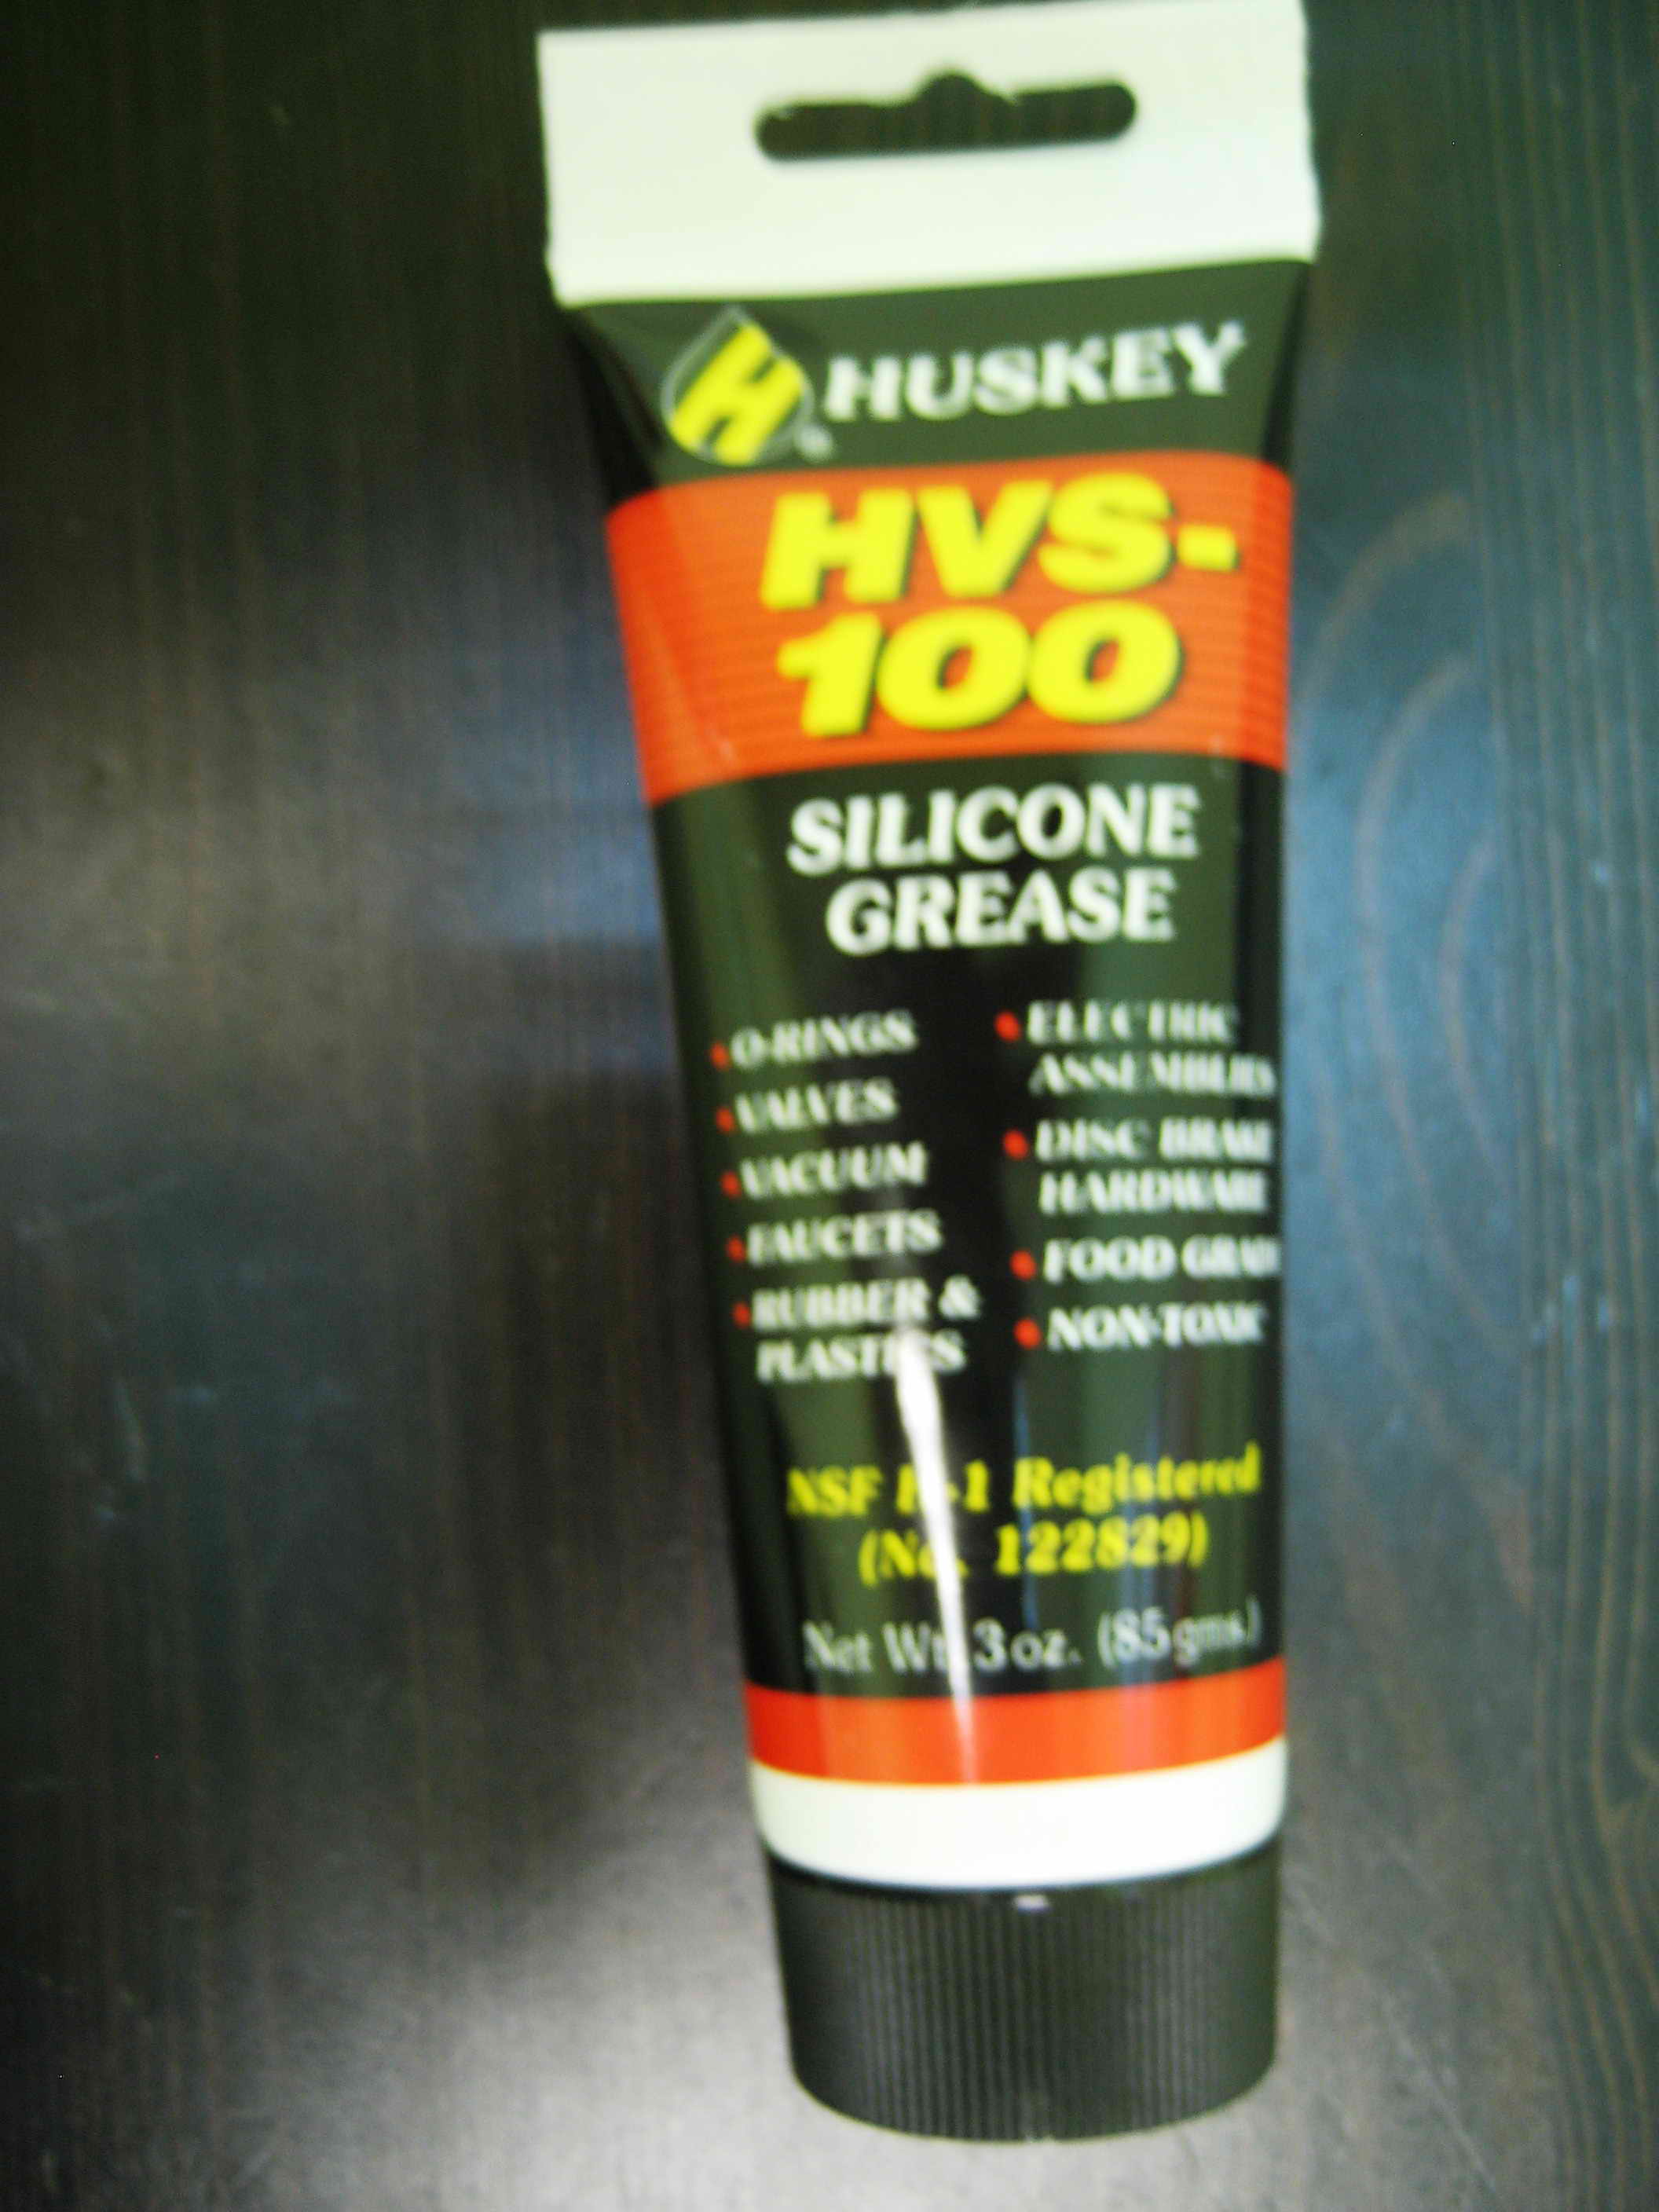 H® HUSKEY
HVS-
100
SILICONE
GREASE
• O-RINGS
• VALVES
• VACUUM
• FAUCETS
• RUBBER &
PLASTICS
• ELECTRIC
ASSEMBLIES
• DISC BRAKE
HARDWARE
• FOOD GRADE
• NON-TOXIC
NSF H-1 Registered
(No. 122829)
Net Wt. 3 oz. (85 gms.)